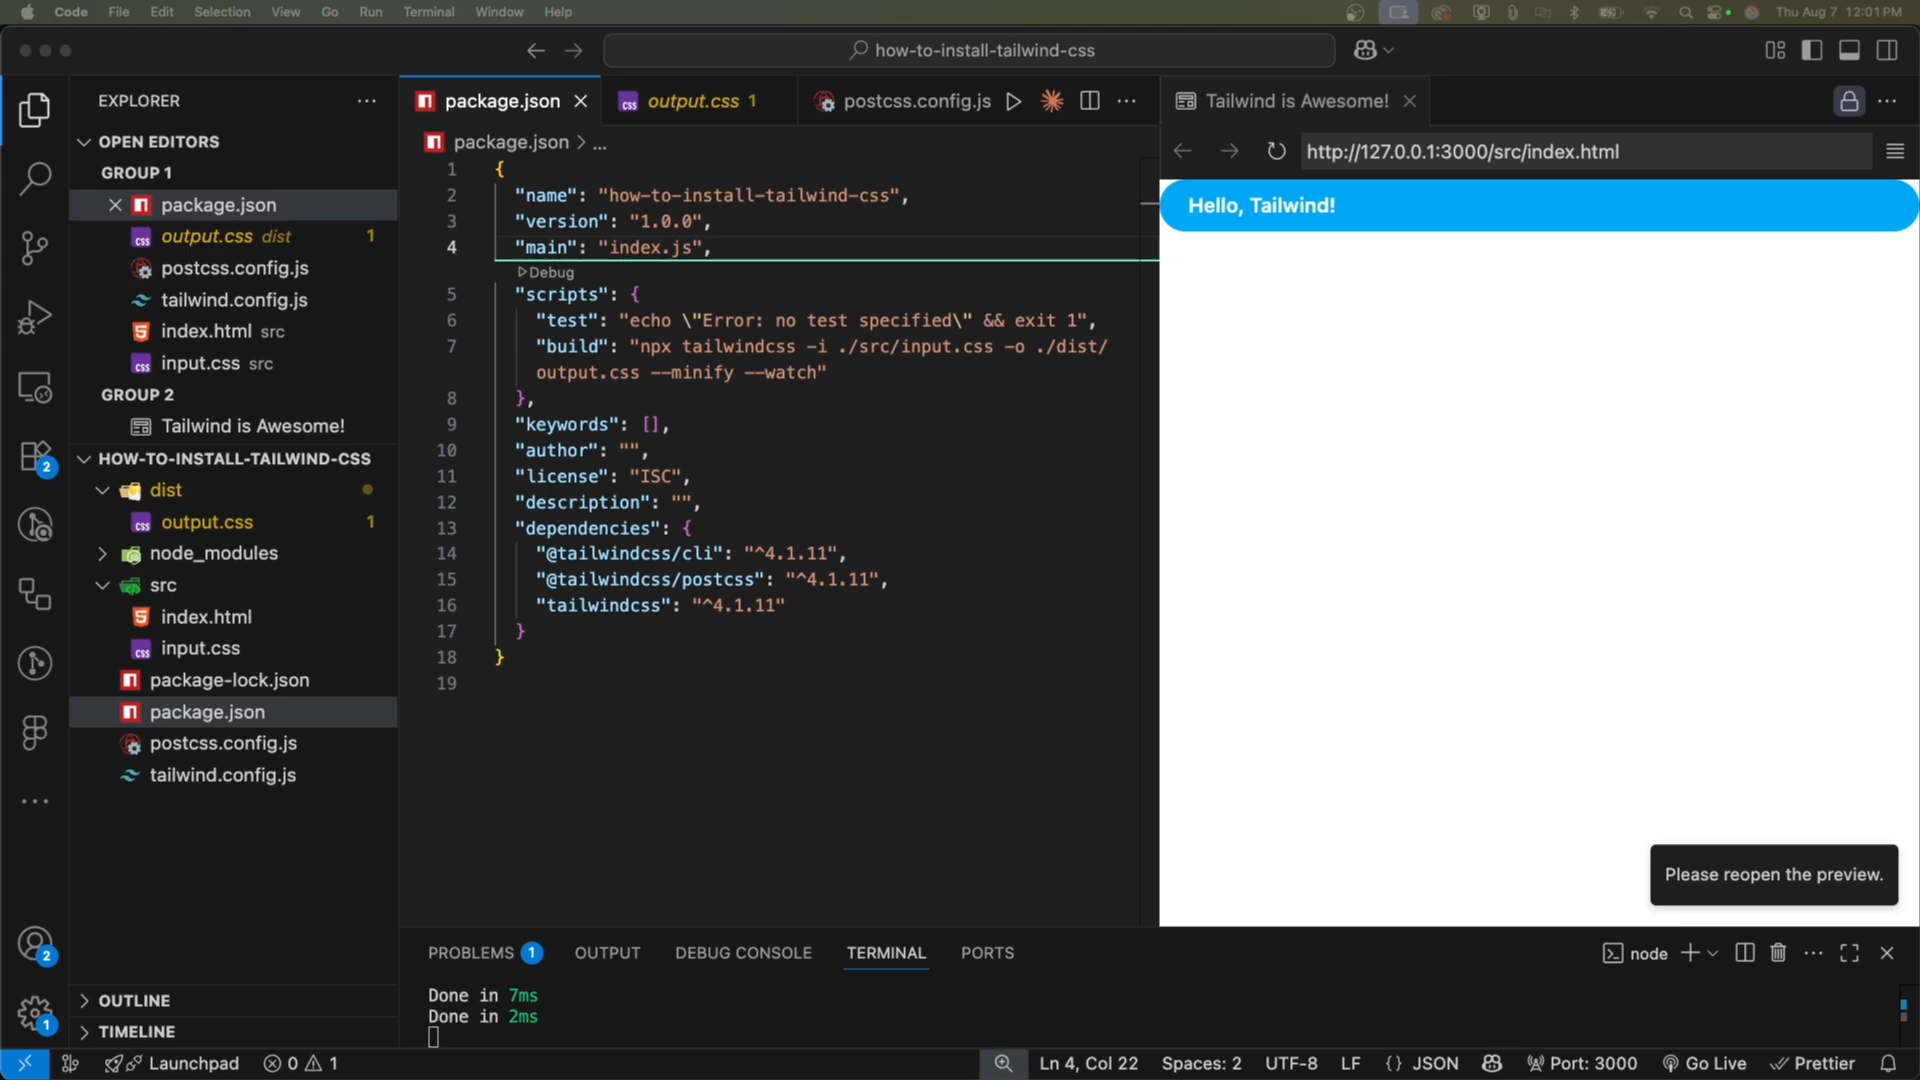 Code File Edit Selection View Go Run Terminal Window Help Thu Aug 7 12:01 PM
how-to-install-tailwind-css
EXPLORER
OPEN EDITORS
GROUP 1
package.json
output.css dist 1
postcss.config.js
tailwind.config.js
index.html src
input.css src
GROUP 2
Tailwind is Awesome!
HOW-TO-INSTALL-TAILWIND-CSS
dist
output.css 1
node_modules
src
index.html
input.css
package-lock.json
package.json
postcss.config.js
tailwind.config.js
OUTLINE
TIMELINE
2
2
1
package.json output.css 1 postcss.config.js
package.json > ...
1 {
2 "name": "how-to-install-tailwind-css",
3 "version": "1.0.0",
4 "main": "index.js",
Debug
5 "scripts": {
6 "test": "echo \"Error: no test specified\" && exit 1",
7 "build": "npx tailwindcss -i ./src/input.css -o ./dist/
output.css --minify --watch"
8 },
9 "keywords": [],
10 "author": "",
11 "license": "ISC",
12 "description": "",
13 "dependencies": {
14 "@tailwindcss/cli": "^4.1.11",
15 "@tailwindcss/postcss": "^4.1.11",
16 "tailwindcss": "^4.1.11"
17 }
18 }
19
Tailwind is Awesome!
http://127.0.0.1:3000/src/index.html
Hello, Tailwind!
Please reopen the preview.
PROBLEMS 1 OUTPUT DEBUG CONSOLE TERMINAL PORTS node
Done in 7ms
Done in 2ms
Launchpad 0 1 Ln 4, Col 22 Spaces: 2 UTF-8 LF {} JSON Port: 3000 Go Live Prettier